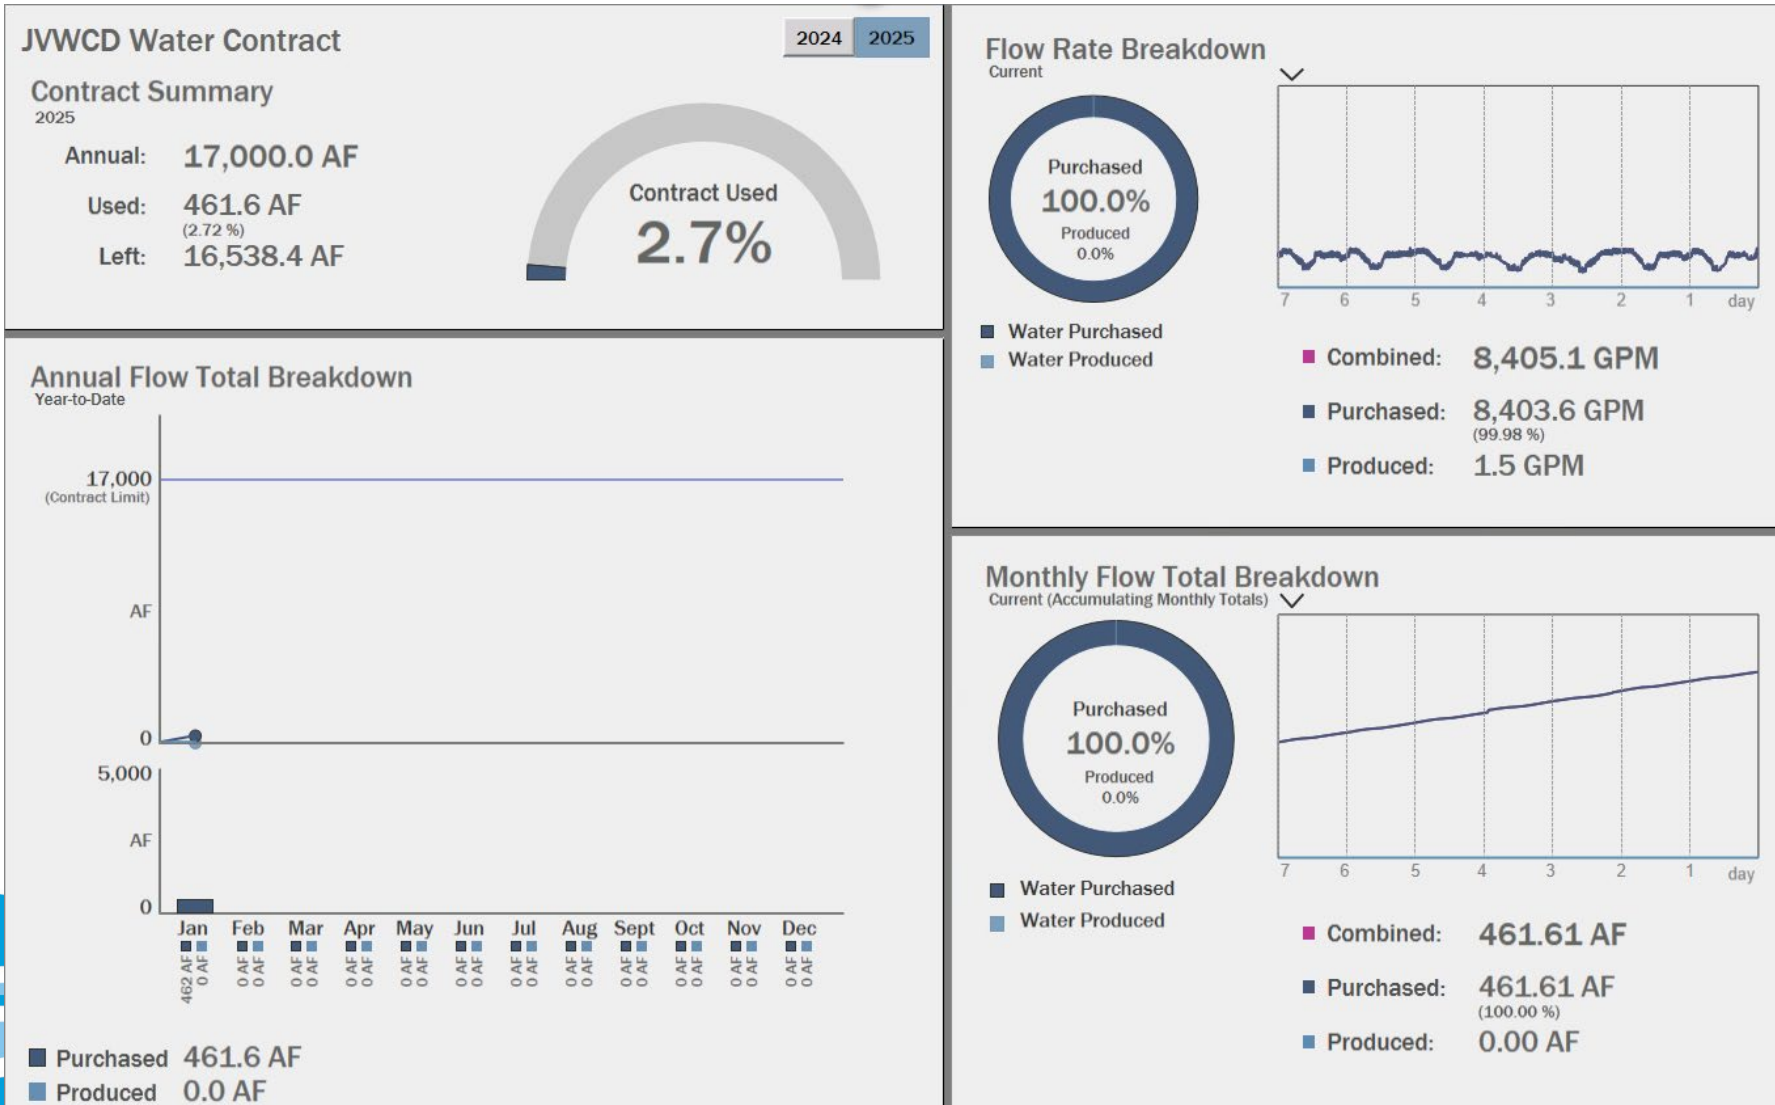 JVWCD Water Contract
2024 2025
Contract Summary
2025
Annual: 17,000.0 AF
Used: 461.6 AF
(2.72 %)
Left: 16,538.4 AF
Contract Used
2.7%
Annual Flow Total Breakdown
Year-to-Date
17,000
(Contract Limit)
AF
0
5,000
AF
0
Jan Feb Mar Apr May Jun Jul Aug Sept Oct Nov Dec
462 AF 0 AF 0 AF 0 AF 0 AF 0 AF 0 AF 0 AF 0 AF 0 AF 0 AF 0 AF 0 AF 0 AF 0 AF 0 AF 0 AF 0 AF 0 AF 0 AF 0 AF 0 AF 0 AF 0 AF
Purchased 461.6 AF
Produced 0.0 AF
Flow Rate Breakdown
Current
Purchased
100.0%
Produced
0.0%
Water Purchased
Water Produced
7 6 5 4 3 2 1 day
Combined: 8,405.1 GPM
Purchased: 8,403.6 GPM
(99.98 %)
Produced: 1.5 GPM
Monthly Flow Total Breakdown
Current (Accumulating Monthly Totals)
Purchased
100.0%
Produced
0.0%
Water Purchased
Water Produced
7 6 5 4 3 2 1 day
Combined: 461.61 AF
Purchased: 461.61 AF
(100.00 %)
Produced: 0.00 AF